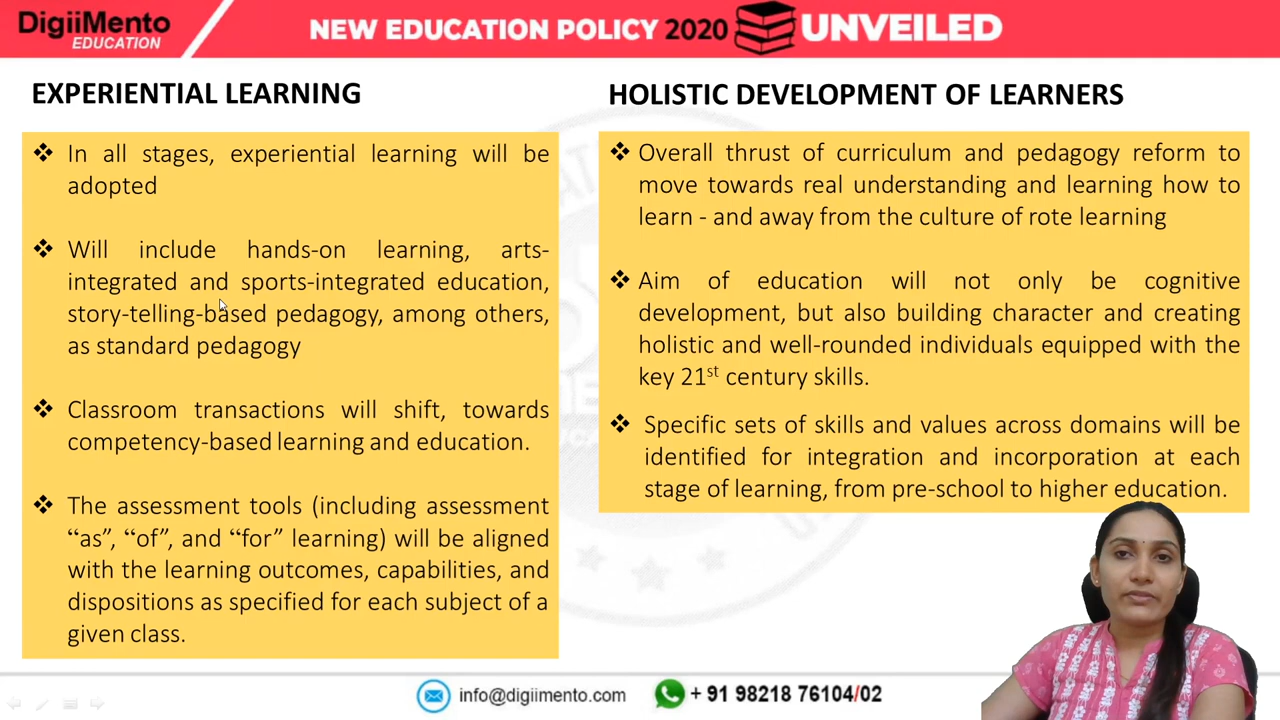 DigiiMento
EDUCATION
NEW EDUCATION POLICY 2020 UNVEILED
EXPERIENTIAL LEARNING
❖ In all stages, experiential learning will be
adopted
❖ Will include hands-on learning, arts-
integrated and sports-integrated education,
story-telling-based pedagogy, among others,
as standard pedagogy
❖ Classroom transactions will shift, towards
competency-based learning and education.
❖ The assessment tools (including assessment
“as”, “of”, and “for” learning) will be aligned
with the learning outcomes, capabilities, and
dispositions as specified for each subject of a
given class.
HOLISTIC DEVELOPMENT OF LEARNERS
❖ Overall thrust of curriculum and pedagogy reform to
move towards real understanding and learning how to
learn - and away from the culture of rote learning
❖ Aim of education will not only be cognitive
development, but also building character and creating
holistic and well-rounded individuals equipped with the
key 21st century skills.
❖ Specific sets of skills and values across domains will be
identified for integration and incorporation at each
stage of learning, from pre-school to higher education.
info@digiimento.com
+ 91 98218 76104/02